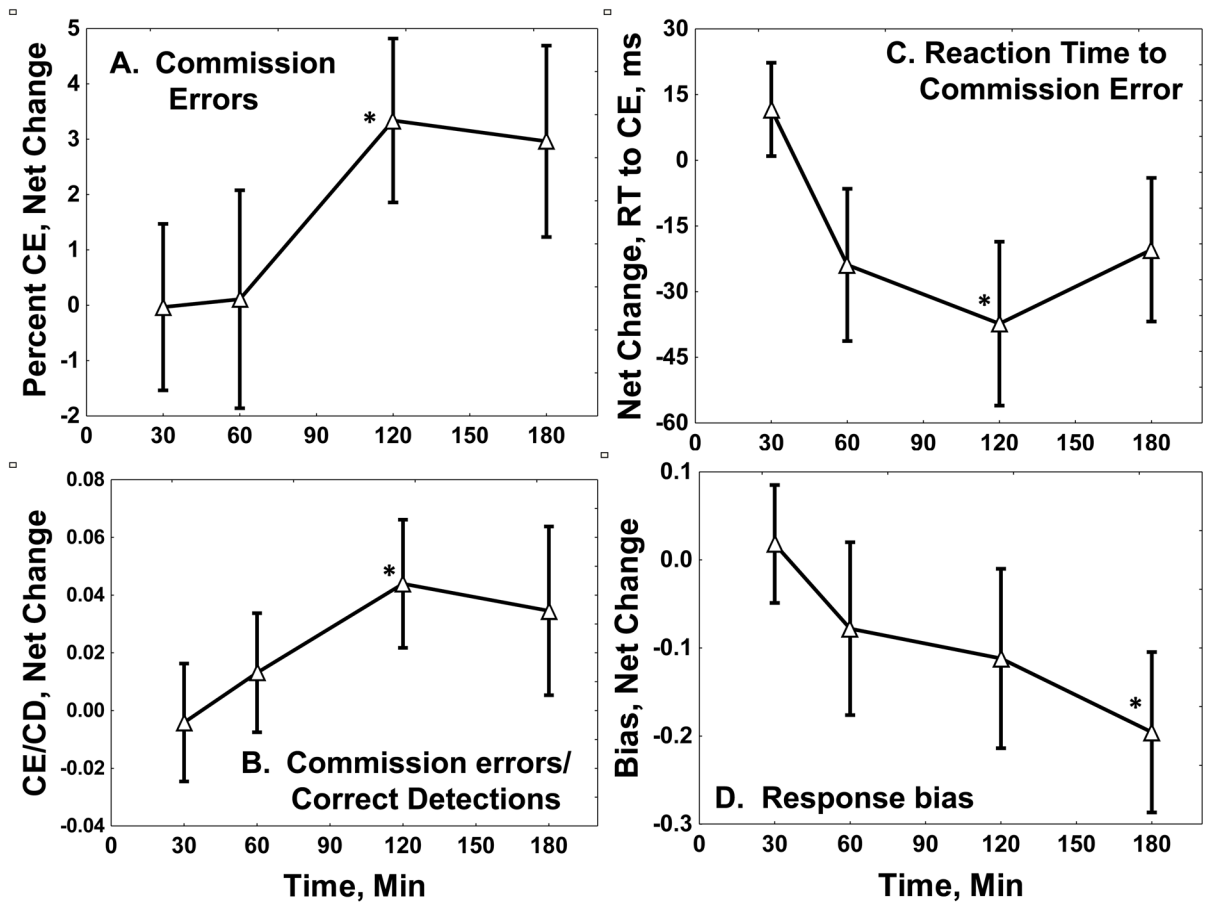 A. Commission
Errors
Percent CE, Net Change
5
4
3
2
1
0
-1
-2
0 30 60 90 120 150 180
*
C. Reaction Time to
Commission Error
Net Change, RT to CE, ms
30
15
0
-15
-30
-45
-60
0 30 60 90 120 150 180
*
B. Commission errors/
Correct Detections
CE/CD, Net Change
0.08
0.06
0.04
0.02
0.00
-0.02
-0.04
0 30 60 90 120 150 180
*
Time, Min
D. Response bias
Bias, Net Change
0.1
0.0
-0.1
-0.2
-0.3
0 30 60 90 120 150 180
*
Time, Min